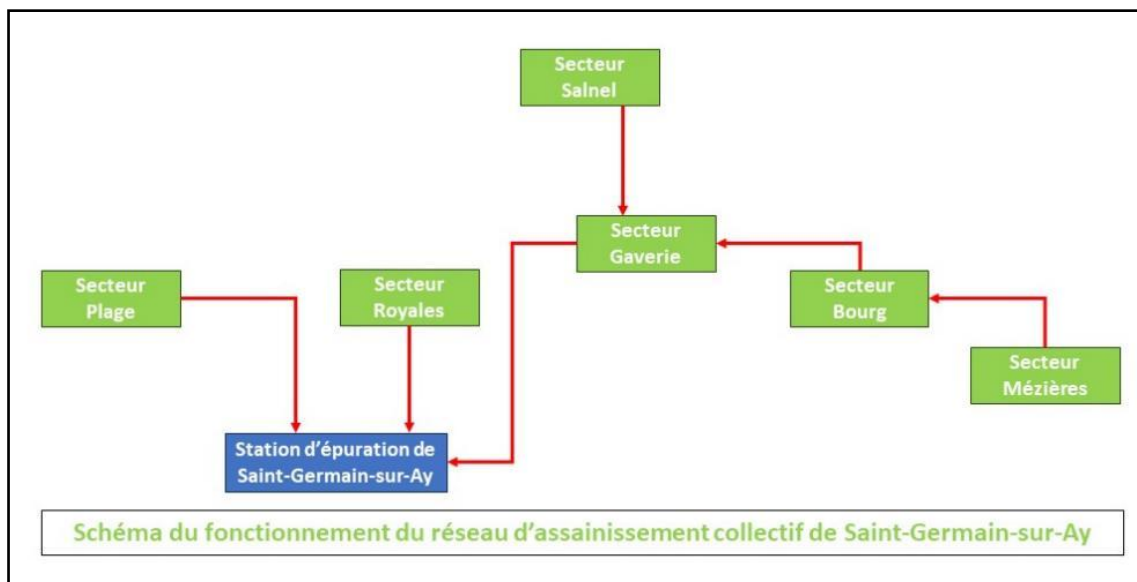 Secteur
Salnel
Secteur
Gaverie
Secteur
Plage
Secteur
Royales
Secteur
Bourg
Secteur
Mézières
Station d'épuration de
Saint-Germain-sur-Ay
Schéma du fonctionnement du réseau d'assainissement collectif de Saint-Germain-sur-Ay